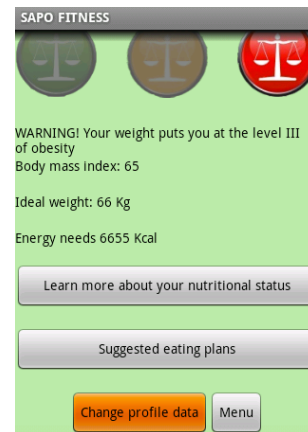 SAPO FITNESS
WARNING! Your weight puts you at the level III
of obesity
Body mass index: 65
Ideal weight: 66 Kg
Energy needs 6655 Kcal
Learn more about your nutritional status
Suggested eating plans
Change profile data Menu